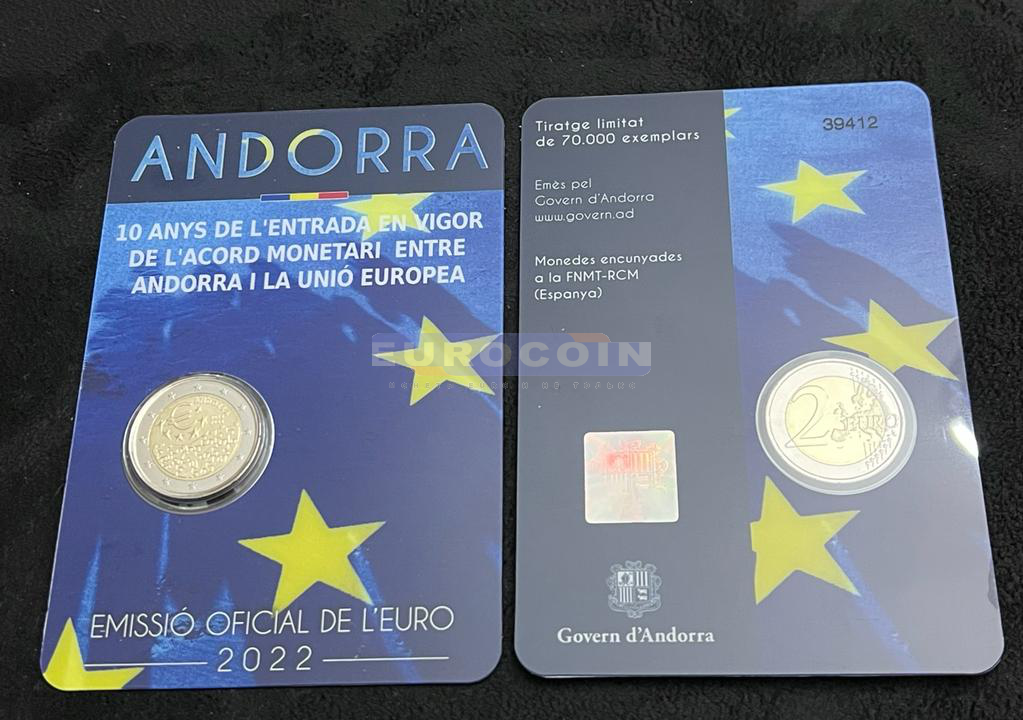 ANDORRA
10 ANYS DE L'ENTRADA EN VIGOR
DE L'ACORD MONETARI ENTRE
ANDORRA I LA UNIÓ EUROPEA
EMISSIÓ OFICIAL DE L'EURO
2022
Tiratge limitat
de 70.000 exemplars
39412
Emès pel
Govern d'Andorra
www.govern.ad
Monedes encunyades
a la FNMT-RCM
(Espanya)
2 EURO
Govern d'Andorra
EUROCOIN